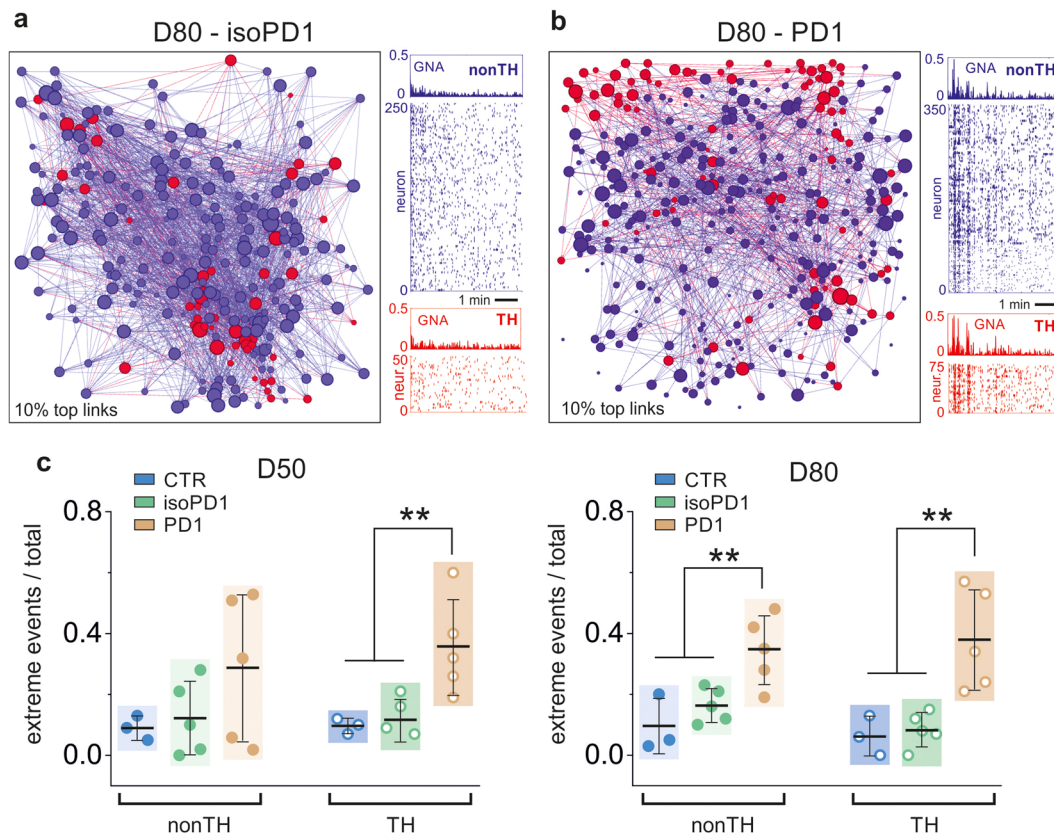 a
D80 - isoPD1
10% top links
0.5
GNA
nonTH
0
250
neuron
0
1 min
0.5
GNA
TH
0
50
neur
0
b
D80 - PD1
10% top links
0.5
GNA
nonTH
0
350
neuron
0
1 min
0.5
GNA
TH
0
75
neur
0
c
D50
CTR
isoPD1
PD1
0.8
0.4
0.0
extreme events / total
**
nonTH
TH
D80
CTR
isoPD1
PD1
0.8
0.4
0.0
extreme events / total
**
**
nonTH
TH